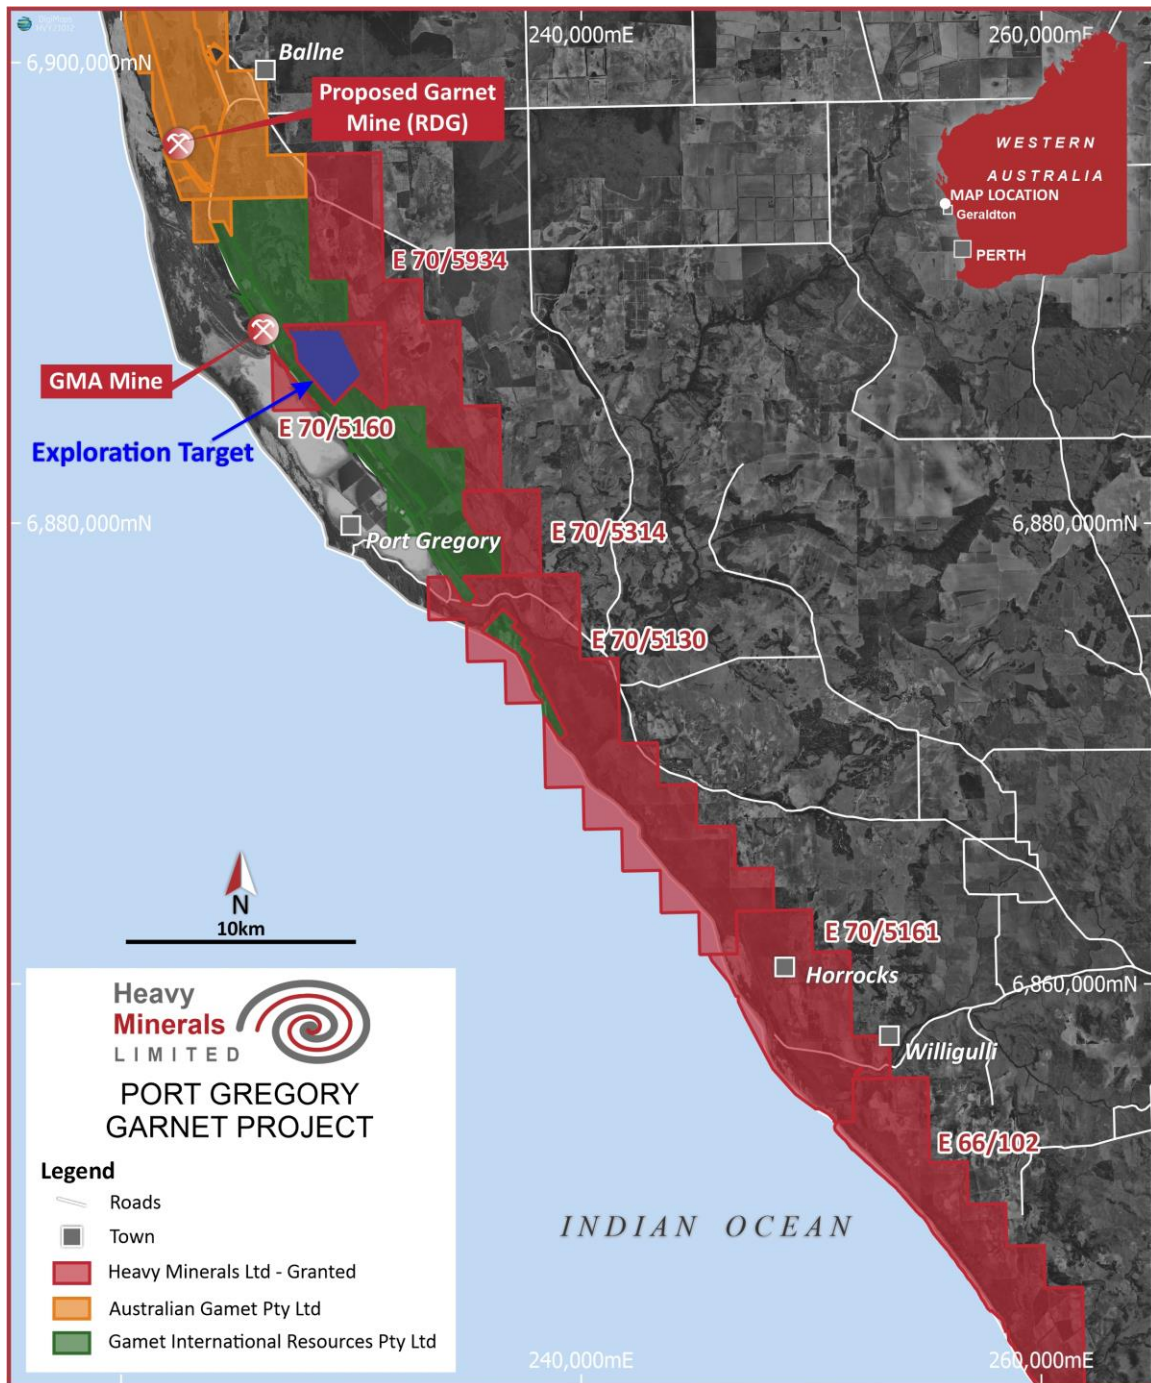 DigiMaps
HVY23012
240,000mE
260,000mE
6,900,000mN
Ballne
Proposed Garnet
Mine (RDG)
WESTERN
AUSTRALIA
MAP LOCATION
Geraldton
PERTH
E 70/5934
GMA Mine
E 70/5160
Exploration Target
6,880,000mN
6,880,000mN
Port Gregory
E 70/5314
E 70/5130
N
10km
E 70/5161
Horrocks
6,860,000mN
Willigulli
E 66/102
Heavy
Minerals
LIMITED
PORT GREGORY
GARNET PROJECT
Legend
Roads
Town
Heavy Minerals Ltd - Granted
Australian Gamet Pty Ltd
Gamet International Resources Pty Ltd
INDIAN OCEAN
240,000mE
260,000mE